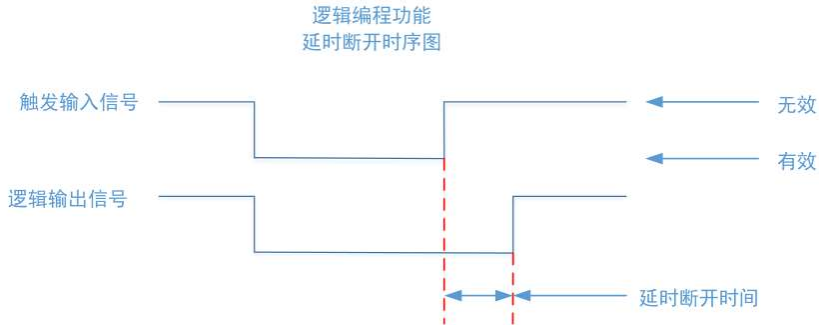 逻辑编程功能
延时断开时序图
触发输入信号
无效
有效
逻辑输出信号
延时断开时间